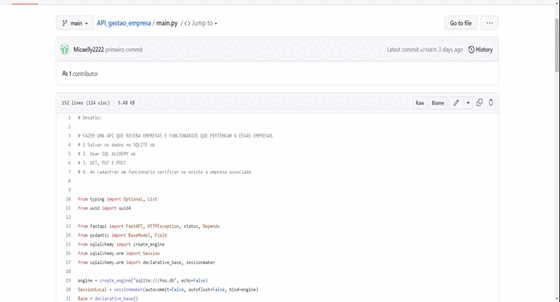 main
API_gestao_empresa / main.py / <> Jump to
Go to file
...
Micaelly2222 primeiro commit
Latest commit e735875 3 days ago
History
1 contributor
152 lines (114 sloc) 5.48 KB
Raw
Blame
1 # Desafio:
2
3 # FAZER UMA API QUE RECEBA EMPRESAS E FUNCIONARIOS QUE PERTENCAM A ESSAS EMPRESAS
4 # 1 Salvar os dados no SQLITE ok
5 # 2. Usar SQL ALCHEMY ok
6 # 3. GET, PUT E POST
7 # 4. Ao cadastrar um funcionario verificar se existe a empresa associada
8
9
10 from typing import Optional, List
11 from uuid import uuid4
12
13 from fastapi import FastAPI, HTTPException, status, Depends
14 from pydantic import BaseModel, Field
15 from sqlalchemy import create_engine
16 from sqlalchemy.orm import Session
17 from sqlalchemy.orm import declarative_base, sessionmaker
18
19 engine = create_engine("sqlite:///foo.db", echo=False)
20 SessionLocal = sessionmaker(autocommit=False, autoflush=False, bind=engine)
21 Base = declarative_base()